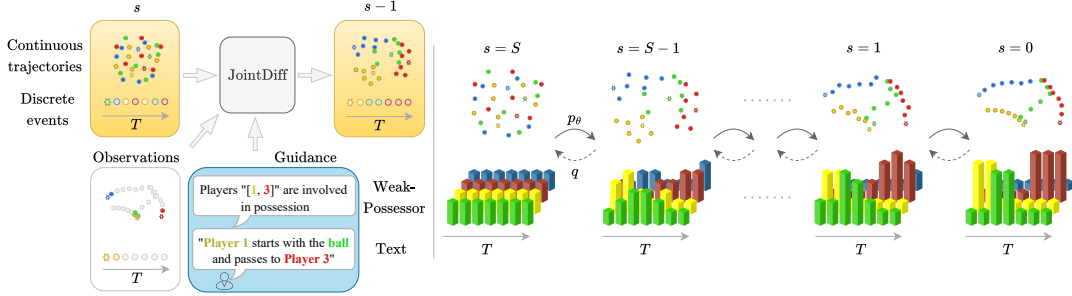 s
s − 1
Continuous
trajectories
Discrete
events
T
JointDiff
T
Observations
Guidance
T
Players "[1, 3]" are involved
in possession
Weak-
Possessor
"Player 1 starts with the ball
and passes to Player 3"
Text
s = S
s = S − 1
s = 1
s = 0
pθ
q
T
T
T
T